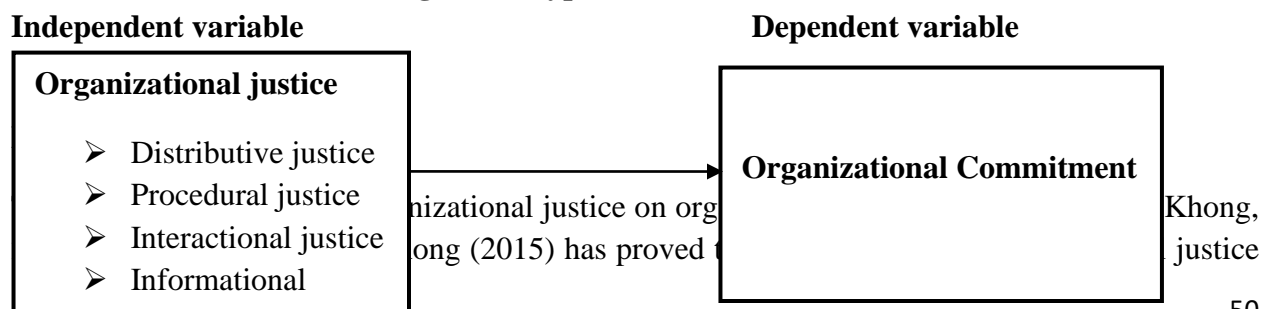 Independent variable Dependent variable
Organizational justice
➢ Distributive justice
➢ Procedural justice
➢ Interactional justice
➢ Informational
Organizational Commitment
nizational justice on org Khong,
ong (2015) has proved justice